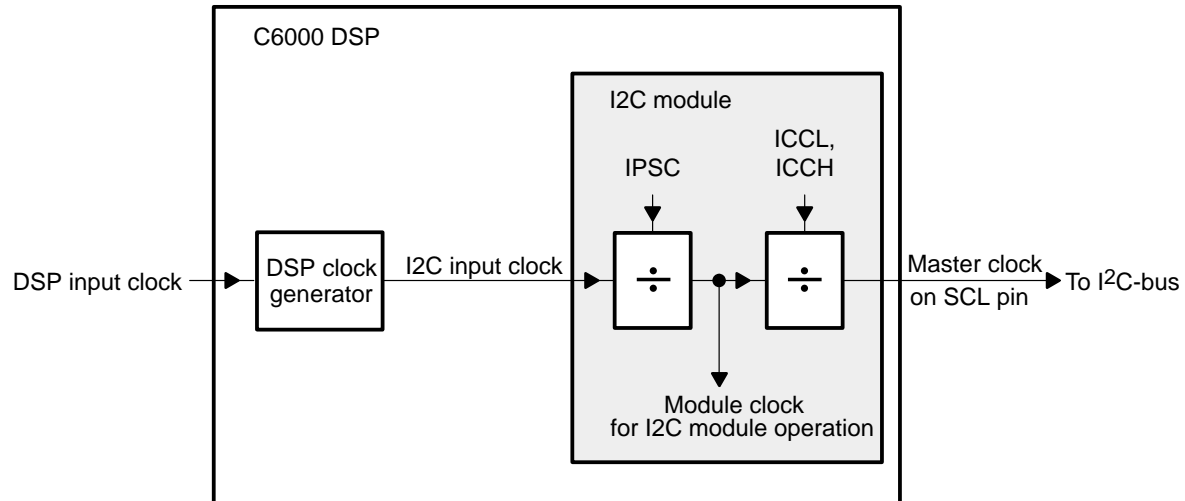 C6000 DSP
I2C module
ICCL,
ICCH
IPSC
DSP input clock
DSP clock
generator
I2C input clock
÷
÷
Master clock
on SCL pin
To I²C-bus
Module clock
for I2C module operation